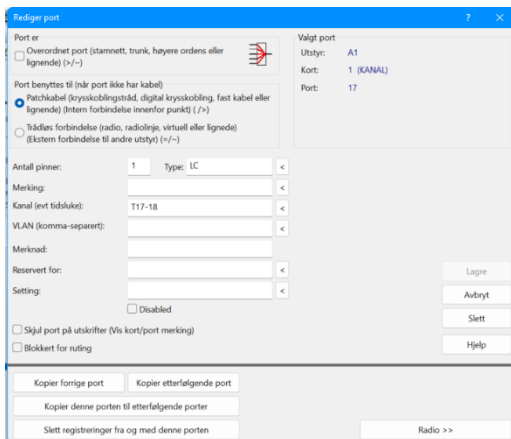 Rediger port
?
Port er
Overordnet port (stamnett, trunk, høyere ordens eller
lignende) (>/~)
Port benyttes til (når port ikke har kabel)
Patchkabel (krysskoblingstråd, digital krysskobling, fast kabel eller
lignende) (Intern forbindelse innenfor punkt) ( />)
Trådløs forbindelse (radio, radiolinje, virtuell eller lignede)
(Ekstern forbindelse til andre utstyr) (=/~)
Valgt port
Utstyr: A1
Kort: 1 (KANAL)
Port: 17
Antall pinner: 1 Type: LC <
Merking: <
Kanal (evt tidsluke): T17-18 <
VLAN (komma-separert): <
Merknad:
Reservert for: <
Setting: <
Disabled
Skjul port på utskrifter (Vis kort/port merking)
Blokkert for ruting
Lagre
Avbryt
Slett
Hjelp
Kopier forrige port Kopier etterfølgende port
Kopier denne porten til etterfølgende porter
Slett registreringer fra og med denne porten
Radio >>